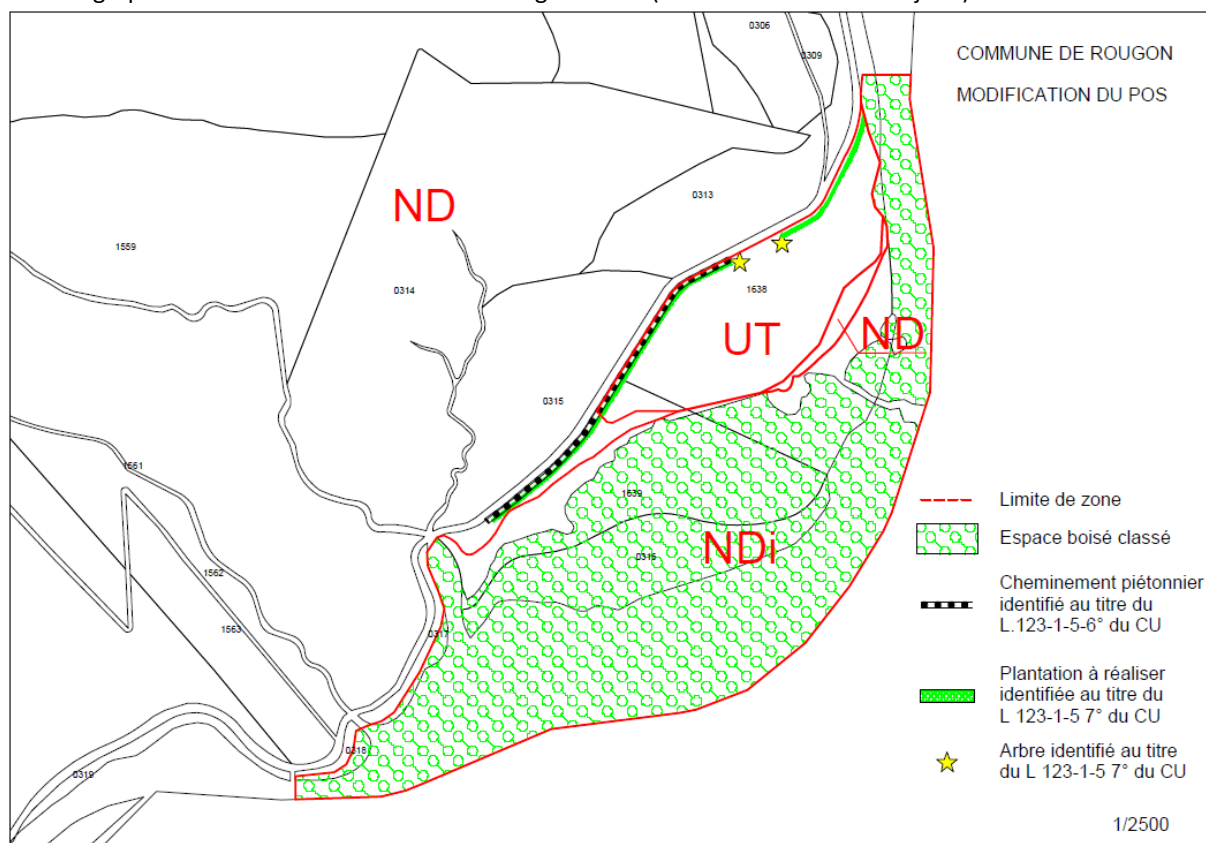 COMMUNE DE ROUGON
MODIFICATION DU POS
0306
0309
ND
0313
1559
0314
1638
UT
ND
0315
1561
1639
NDi
0316
1562
1563
0317
0318
0319
Limite de zone
Espace boisé classé
Cheminement piétonnier
identifié au titre du
L.123-1-5-6° du CU
Plantation à réaliser
identifiée au titre du
L 123-1-5 7° du CU
Arbre identifié au titre
du L 123-1-5 7° du CU
1/2500